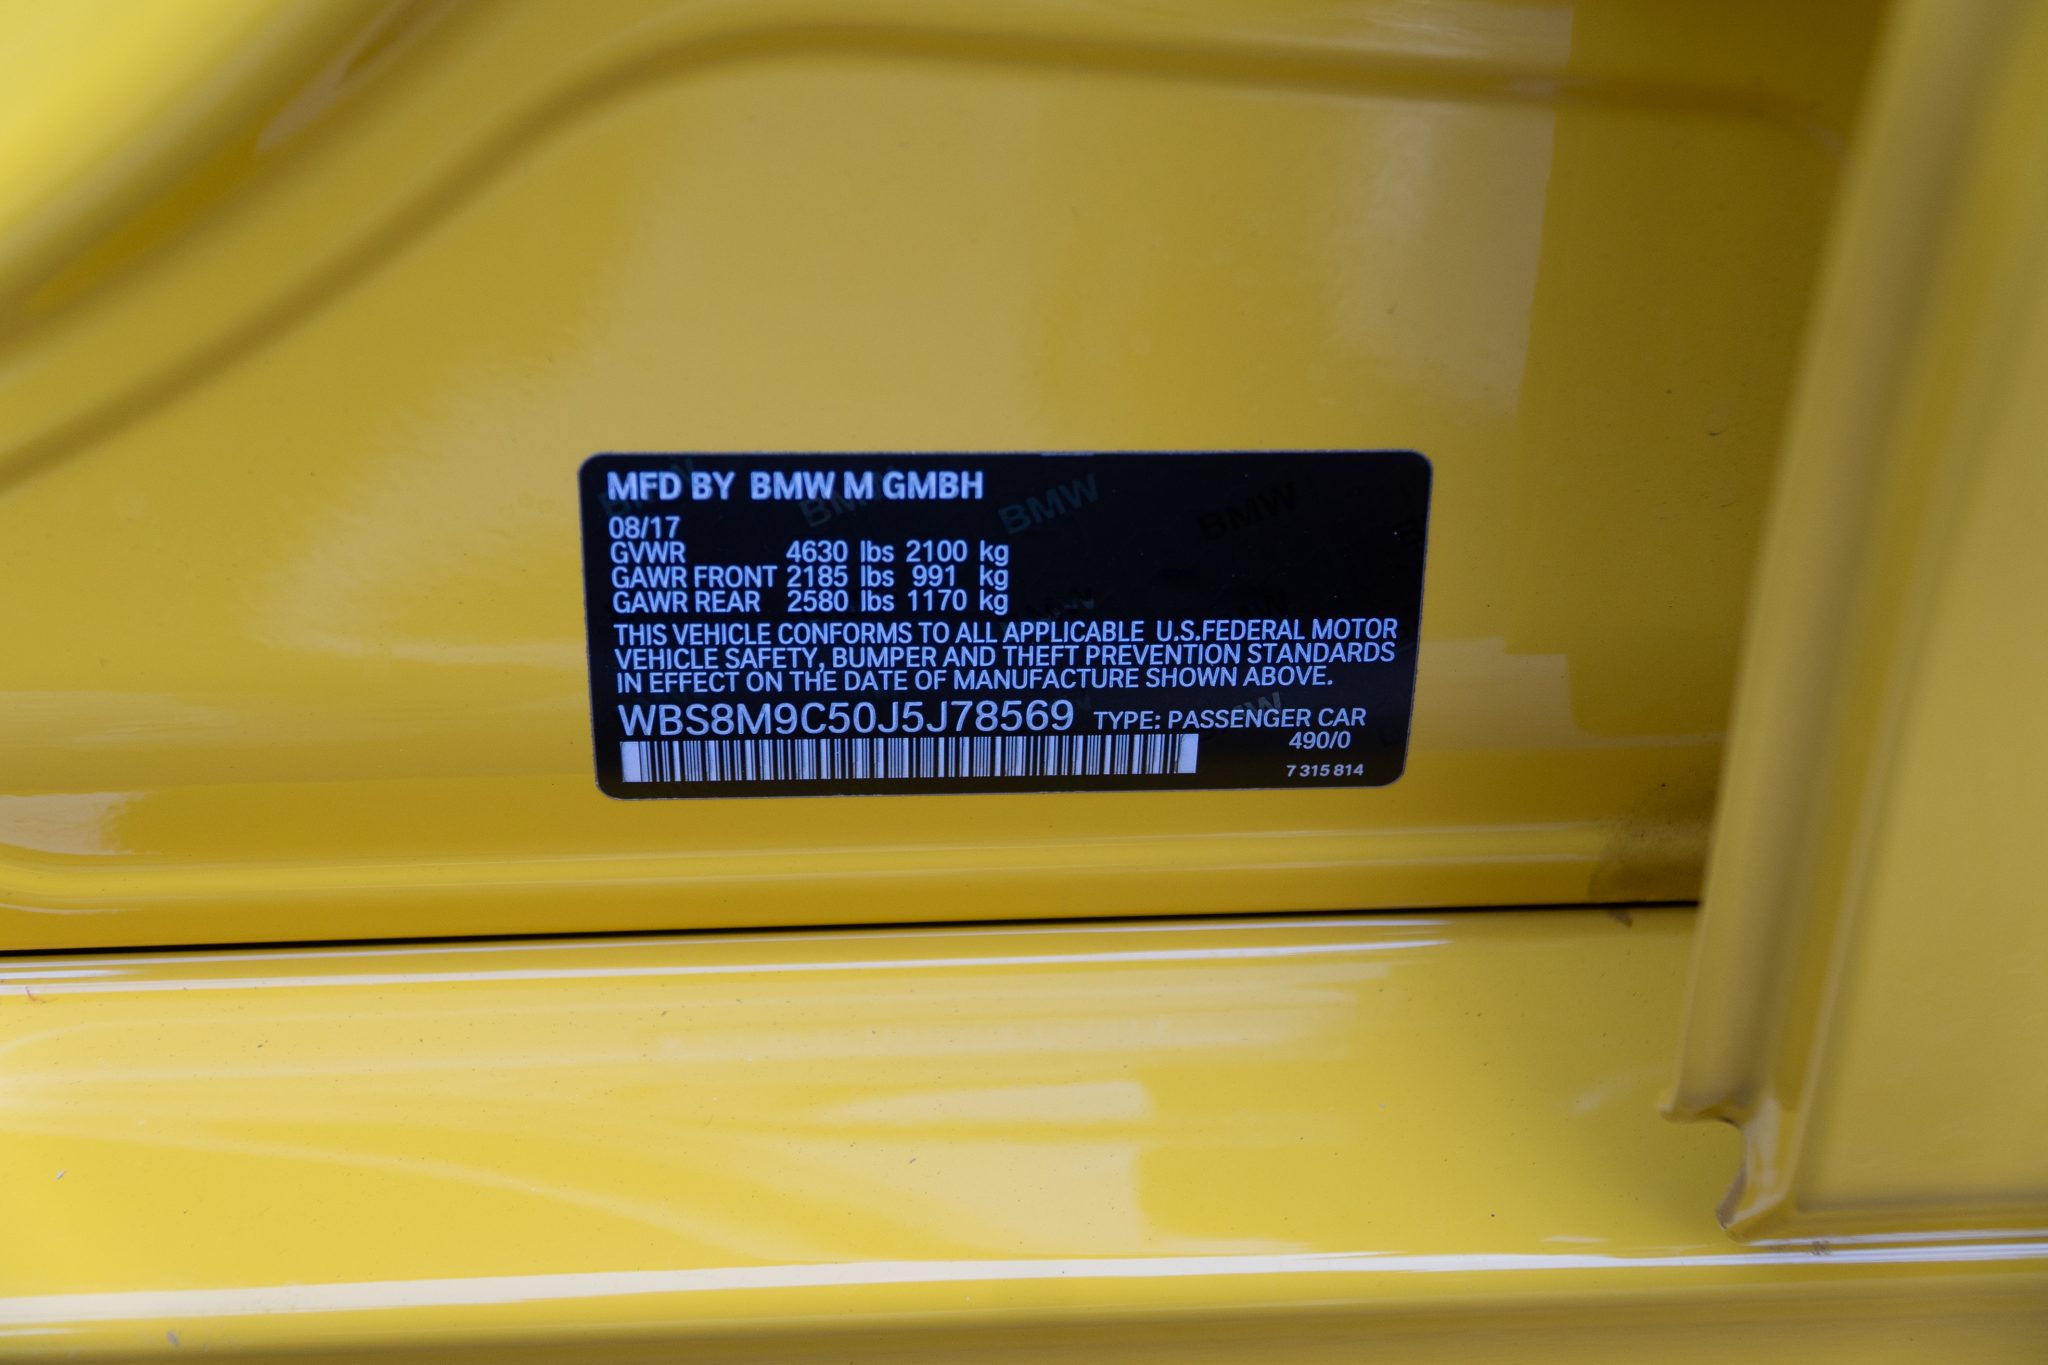 MFD BY BMW M GMBH
08/17
GVWR 4630 lbs 2100 kg
GAWR FRONT 2185 lbs 991 kg
GAWR REAR 2580 lbs 1170 kg
THIS VEHICLE CONFORMS TO ALL APPLICABLE U.S.FEDERAL MOTOR
VEHICLE SAFETY, BUMPER AND THEFT PREVENTION STANDARDS
IN EFFECT ON THE DATE OF MANUFACTURE SHOWN ABOVE.
WBS8M9C50J5J78569 TYPE: PASSENGER CAR
490/0
7 315 814